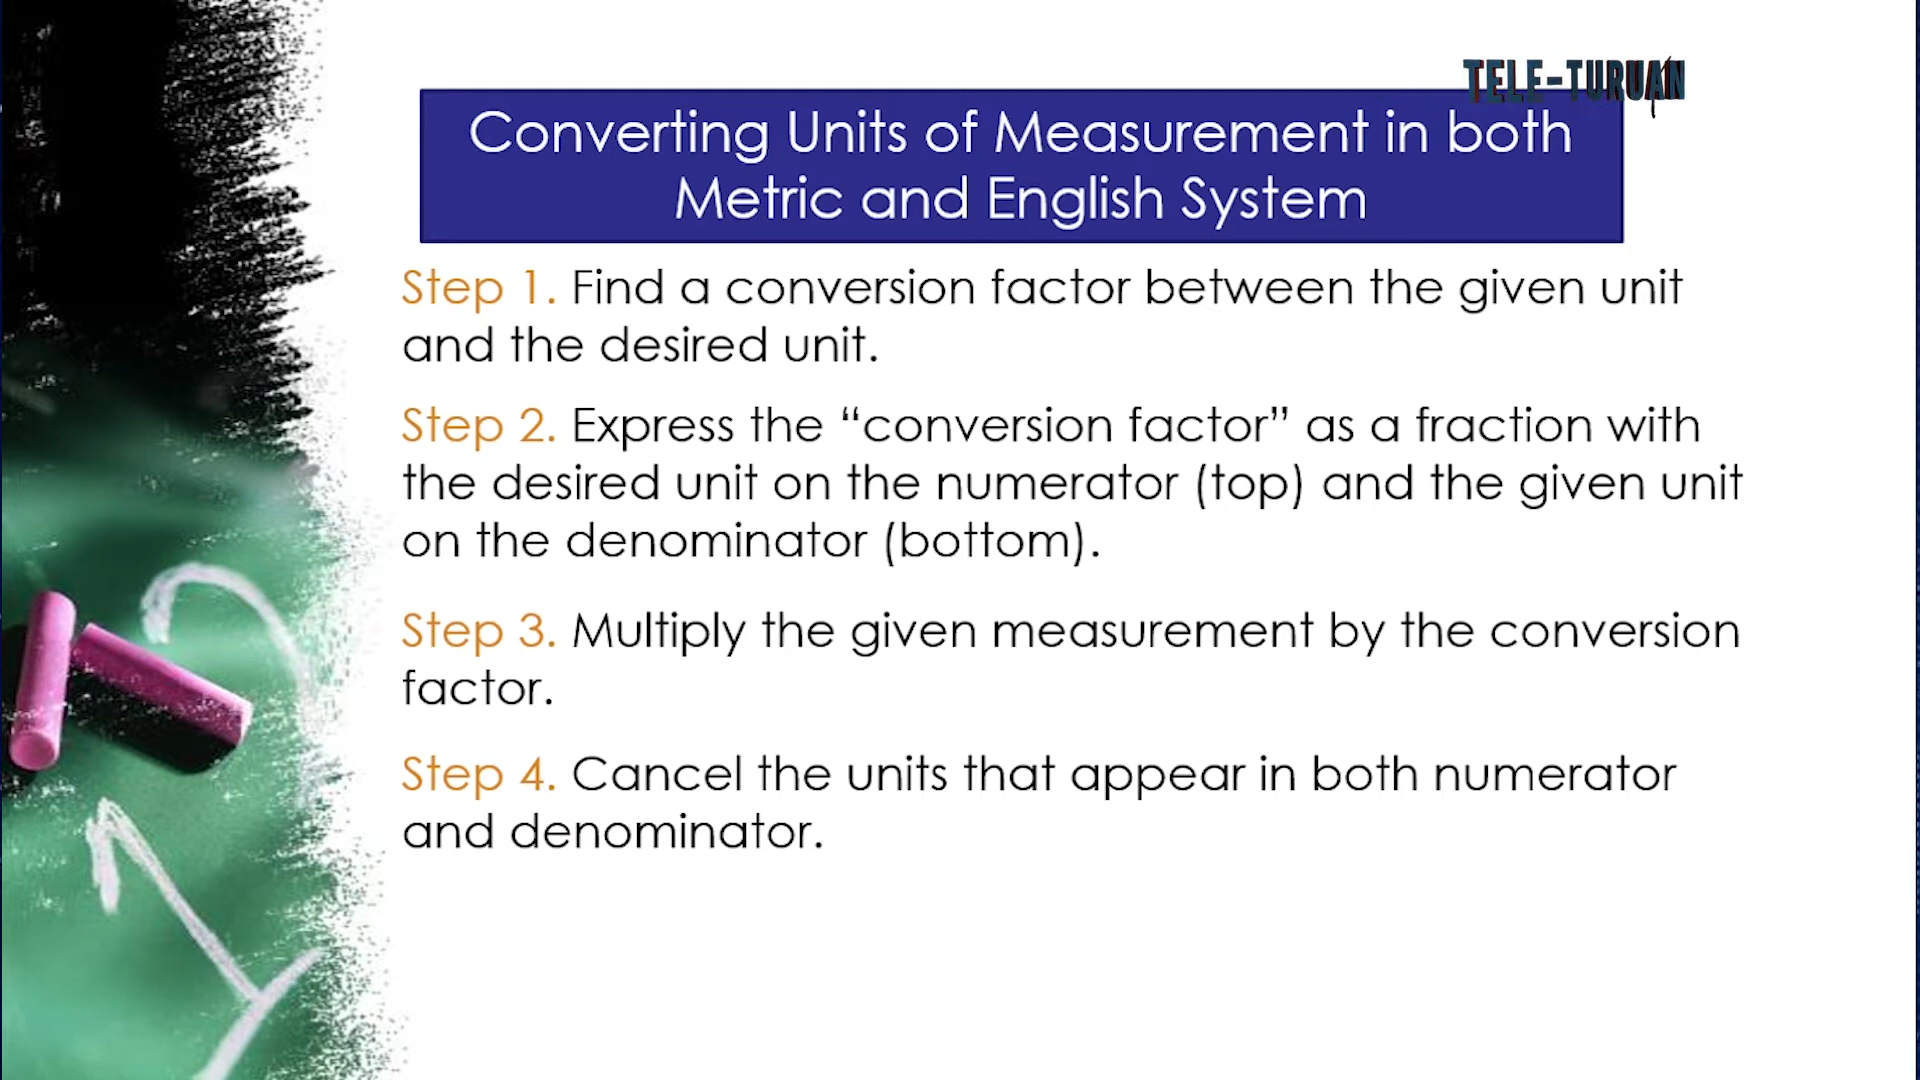 TELE-TURUAN
Converting Units of Measurement in both
Metric and English System
Step 1. Find a conversion factor between the given unit
and the desired unit.
Step 2. Express the “conversion factor” as a fraction with
the desired unit on the numerator (top) and the given unit
on the denominator (bottom).
Step 3. Multiply the given measurement by the conversion
factor.
Step 4. Cancel the units that appear in both numerator
and denominator.